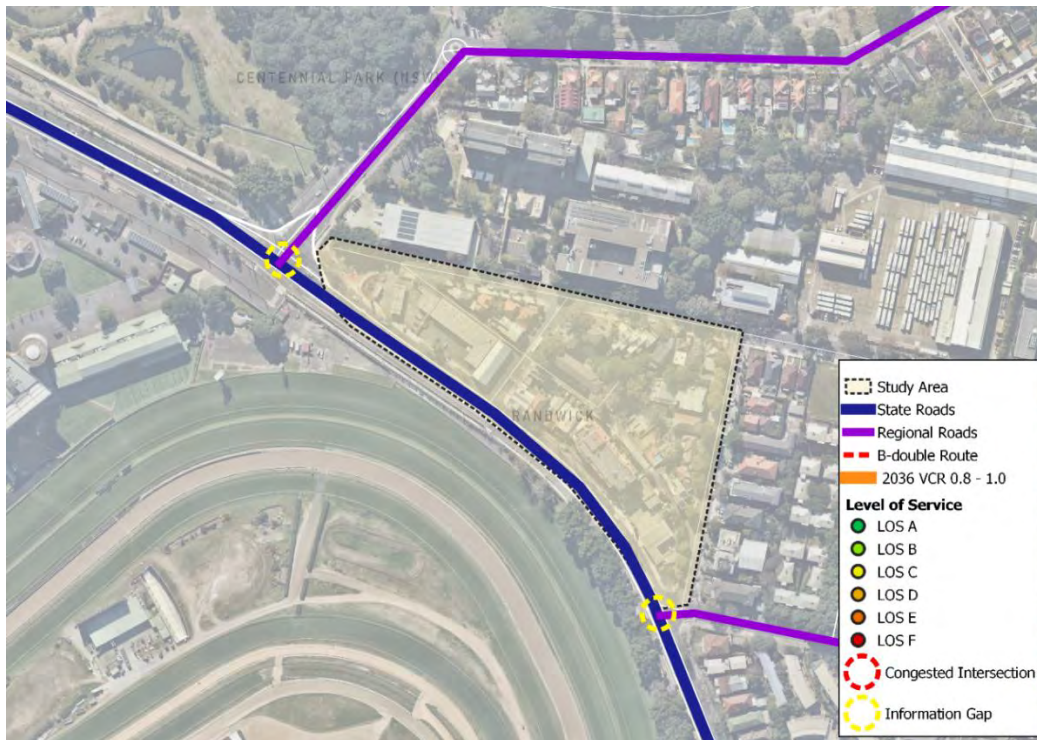 CENTENNIAL PARK (NSW)
RANDWICK
Study Area
State Roads
Regional Roads
B-double Route
2036 VCR 0.8 - 1.0
Level of Service
LOS A
LOS B
LOS C
LOS D
LOS E
LOS F
Congested Intersection
Information Gap